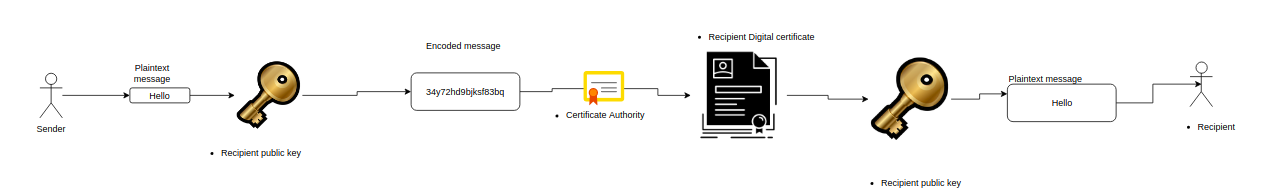 Sender
Plaintext
message
Hello
• Recipient public key
Encoded message
34y72hd9bjksf83bq
• Certificate Authority
• Recipient Digital certificate
• Recipient public key
Plaintext message
Hello
• Recipient